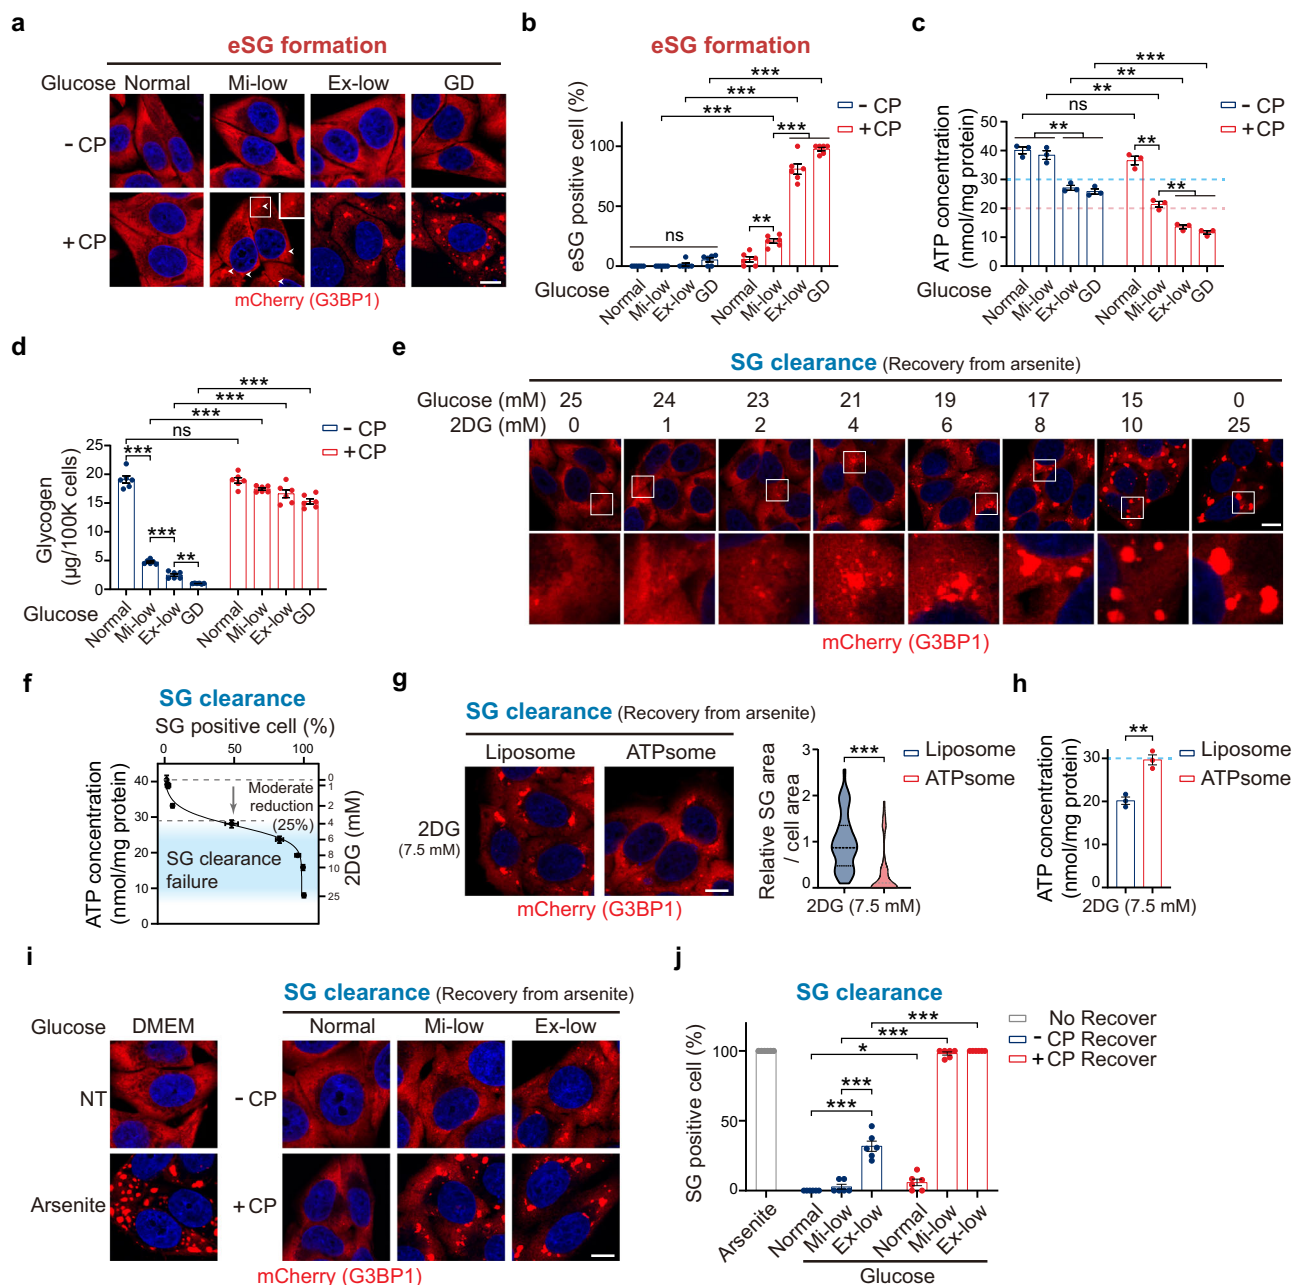 a
eSG formation
Glucose Normal Mi-low Ex-low GD
- CP
+ CP
mCherry (G3BP1)
b
eSG formation
- CP
+ CP
eSG positive cell (%)
100
50
0
ns
**
***
***
***
***
Glucose
Normal
Mi-low
Ex-low
GD
Normal
Mi-low
Ex-low
GD
c
- CP
+ CP
ATP concentration
(nmol/mg protein)
50
40
30
20
10
0
***
**
**
ns
**
**
**
Glucose
Normal
Mi-low
Ex-low
GD
Normal
Mi-low
Ex-low
GD
d
- CP
+ CP
Glycogen
(µg/100K cells)
25
20
15
10
5
0
***
***
***
ns
***
***
**
Glucose
Normal
Mi-low
Ex-low
GD
Normal
Mi-low
Ex-low
GD
e
SG clearance (Recovery from arsenite)
Glucose (mM) 25 24 23 21 19 17 15 0
2DG (mM) 0 1 2 4 6 8 10 25
mCherry (G3BP1)
f
SG clearance
SG positive cell (%)
0 50 100
ATP concentration
(nmol/mg protein)
40
30
20
10
0
Moderate
reduction
(25%)
SG clearance
failure
0
1
2
4
6
8
10
25
2DG (mM)
g
SG clearance (Recovery from arsenite)
Liposome ATPsome
2DG
(7.5 mM)
mCherry (G3BP1)
Relative SG area
/ cell area
3
2
1
0
***
2DG (7.5 mM)
Liposome
ATPsome
h
ATP concentration
(nmol/mg protein)
30
20
10
0
**
2DG (7.5 mM)
Liposome
ATPsome
i
SG clearance (Recovery from arsenite)
Glucose DMEM Normal Mi-low Ex-low
NT
- CP
Arsenite
+ CP
mCherry (G3BP1)
j
SG clearance
No Recover
- CP Recover
+ CP Recover
SG positive cell (%)
100
50
0
***
***
*
***
***
Arsenite
Normal
Mi-low
Ex-low
Normal
Mi-low
Ex-low
Glucose